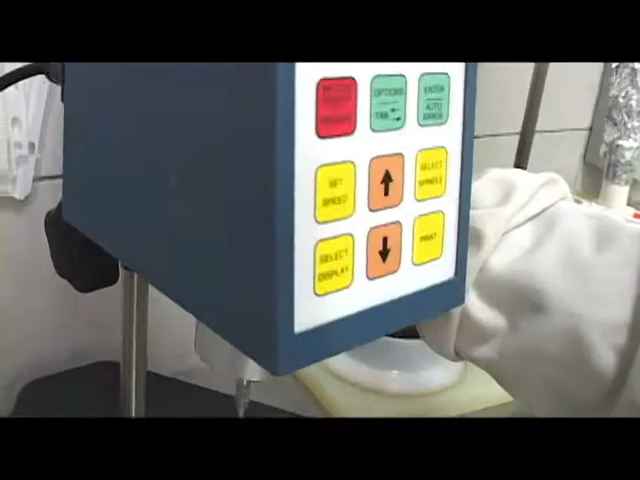 OPTIONS
TAB
ENTER
AUTO
RANGE
SET
SPEED
SELECT
SPINDLE
SELECT
DISPLAY
PRINT